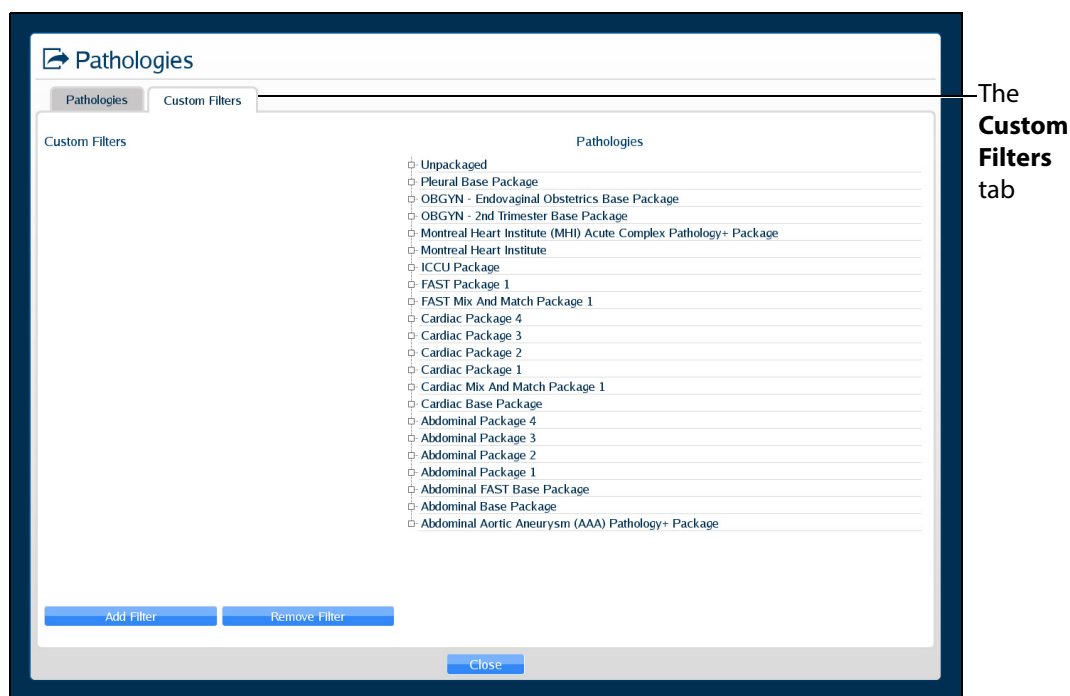 Pathologies
Pathologies
Custom Filters
Custom Filters
Pathologies
Unpackaged
Pleural Base Package
OBGYN - Endovaginal Obstetrics Base Package
OBGYN - 2nd Trimester Base Package
Montreal Heart Institute (MHI) Acute Complex Pathology+ Package
Montreal Heart Institute
ICCU Package
FAST Package 1
FAST Mix And Match Package 1
Cardiac Package 4
Cardiac Package 3
Cardiac Package 2
Cardiac Package 1
Cardiac Mix And Match Package 1
Cardiac Base Package
Abdominal Package 4
Abdominal Package 3
Abdominal Package 2
Abdominal Package 1
Abdominal FAST Base Package
Abdominal Base Package
Abdominal Aortic Aneurysm (AAA) Pathology+ Package
Add Filter
Remove Filter
Close
The
Custom
Filters
tab